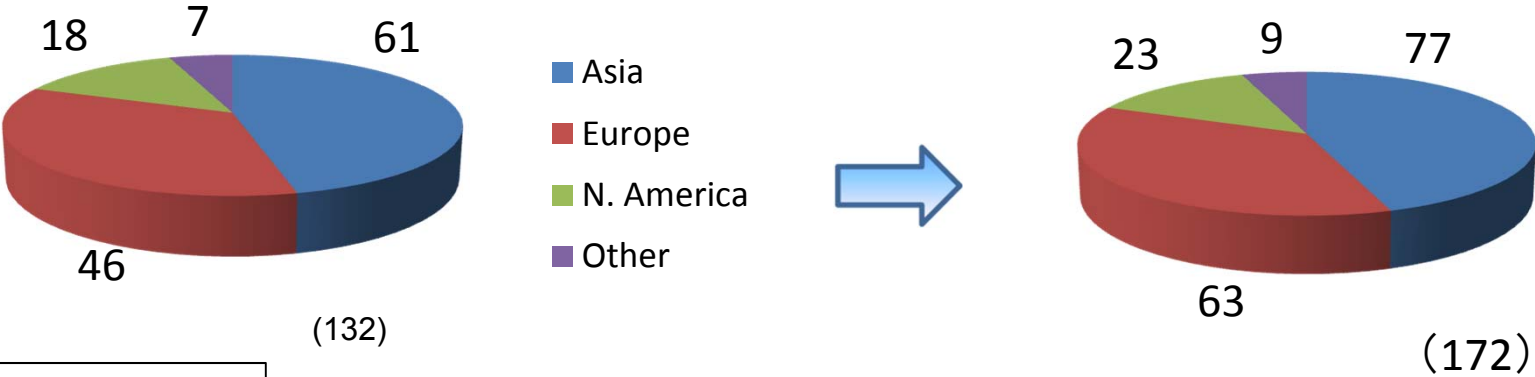 18 7 61
46
(132)
Asia
Europe
N. America
Other
23 9 77
63
（172）